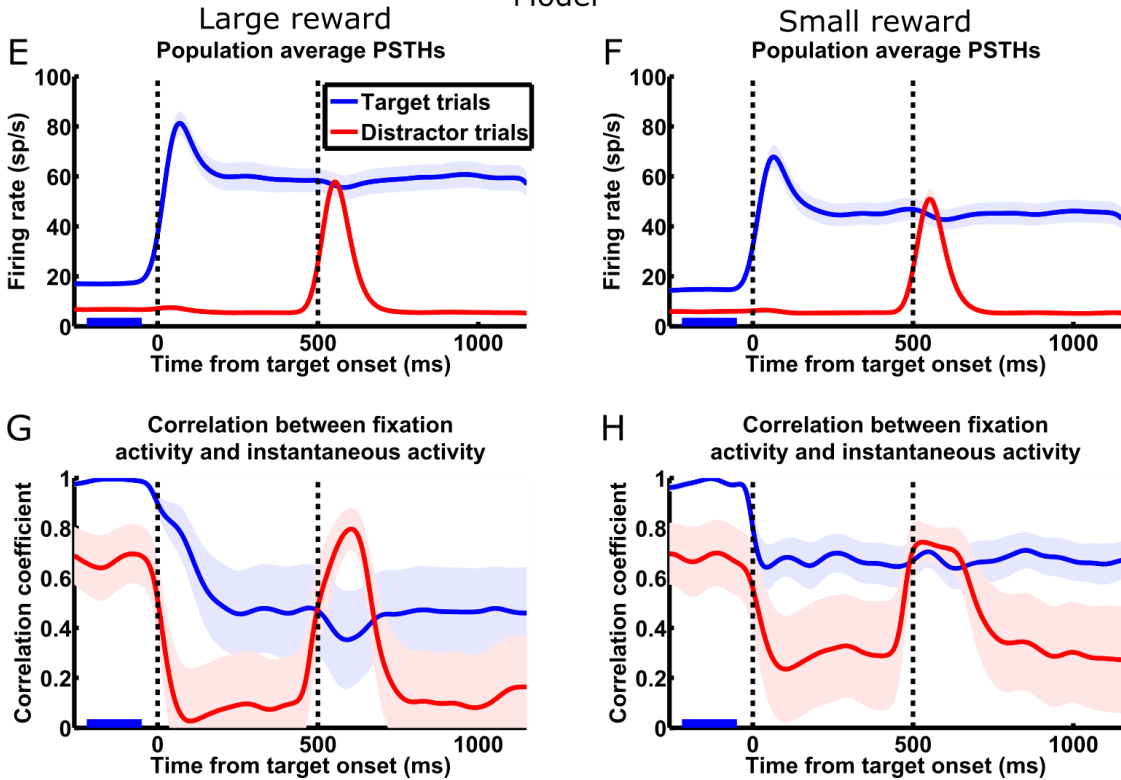 Model
Large reward
Small reward
E
Population average PSTHs
F
Population average PSTHs
Firing rate (sp/s)
100
80
60
40
20
0
Target trials
Distractor trials
0
500
1000
Time from target onset (ms)
Firing rate (sp/s)
100
80
60
40
20
0
0
500
1000
Time from target onset (ms)
G
Correlation between fixation
activity and instantaneous activity
H
Correlation between fixation
activity and instantaneous activity
Correlation coefficient
1
0.8
0.6
0.4
0.2
0
0
500
1000
Time from target onset (ms)
Correlation coefficient
1
0.8
0.6
0.4
0.2
0
0
500
1000
Time from target onset (ms)